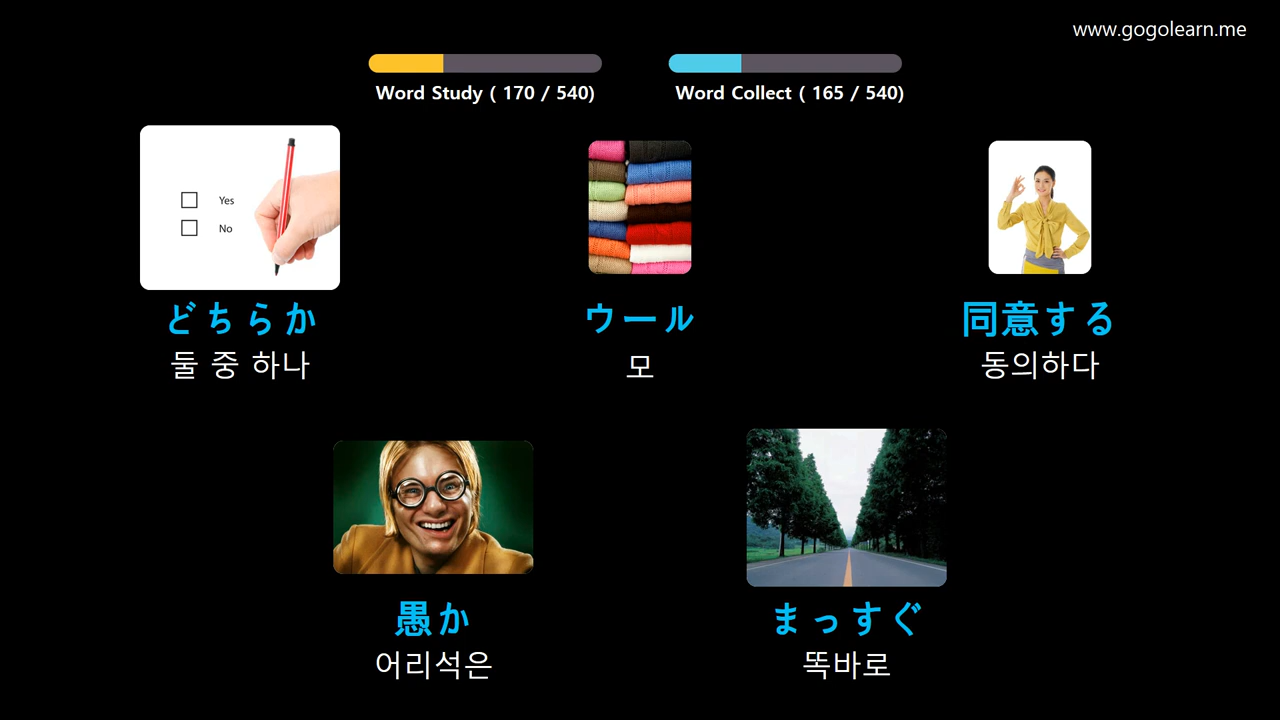 www.gogolearn.me
Word Study ( 170 / 540)
Word Collect ( 165 / 540)
Yes
No
どちらか
둘 중 하나
ウール
모
同意する
동의하다
愚か
어리석은
まっすぐ
똑바로